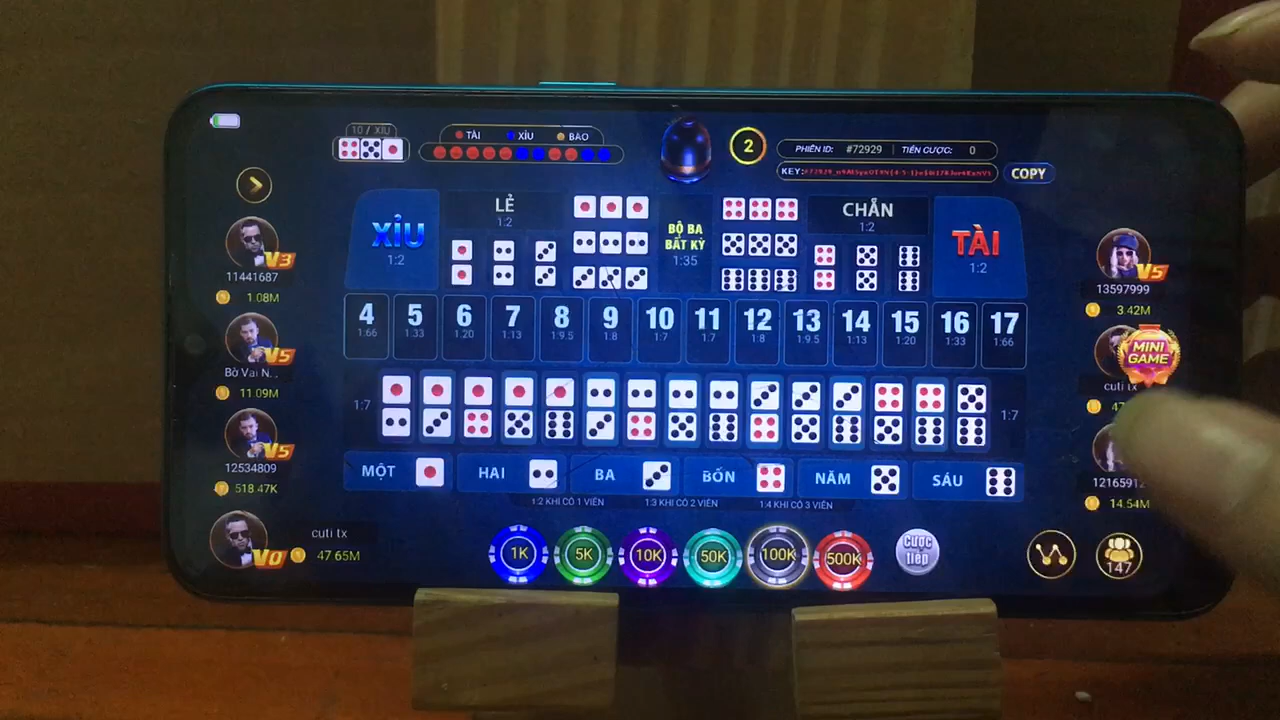 10 / XỈU
TÀI XỈU BÃO
2
PHIÊN ID: #72929 TIỀN CƯỢC: 0
KEY:
COPY
XỈU
1:2
LẺ
1:2
BỘ BA
BẤT KỲ
1:35
CHẴN
1:2
TÀI
1:2
V3
11441687
1.08M
V5
Bờ Vai N...
11.09M
V5
12534809
518.47K
V5
13597999
3.42M
MINI
GAME
cuti tx
12165912
14.54M
4 5 6 7 8 9 10 11 12 13 14 15 16 17
1:66 1:33 1:20 1:13 1:9.5 1:8 1:7 1:7 1:8 1:9.5 1:13 1:20 1:33 1:66
1:7 1:7
MỘT HAI BA BỐN NĂM SÁU
1:2 KHI CÓ 1 VIÊN 1:3 KHI CÓ 2 VIÊN 1:4 KHI CÓ 3 VIÊN
cuti tx
V0 47.65M
1K 5K 10K 50K 100K 500K
Cược
tiếp
147